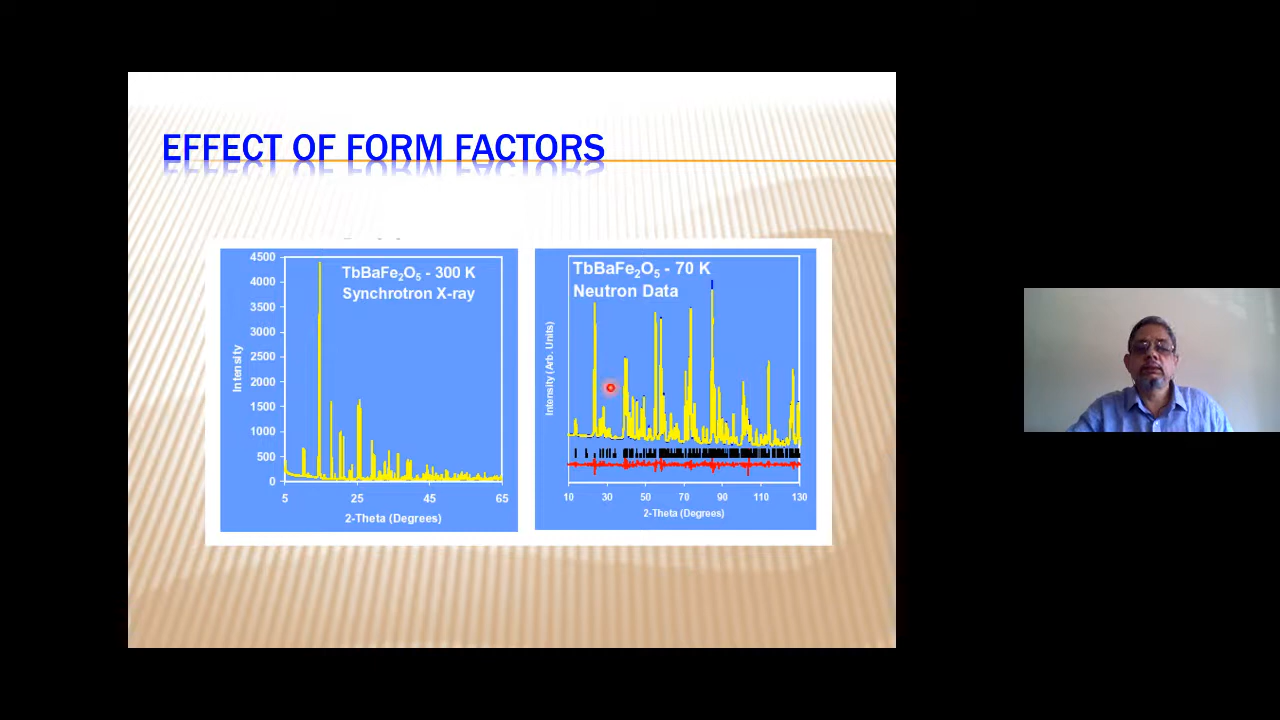 EFFECT OF FORM FACTORS
TbBaFe₂O₅ - 300 K
Synchrotron X-ray
Intensity
4500
4000
3500
3000
2500
2000
1500
1000
500
0
5 25 45 65
2-Theta (Degrees)
TbBaFe₂O₅ - 70 K
Neutron Data
Intensity (Arb. Units)
10 30 50 70 90 110 130
2-Theta (Degrees)